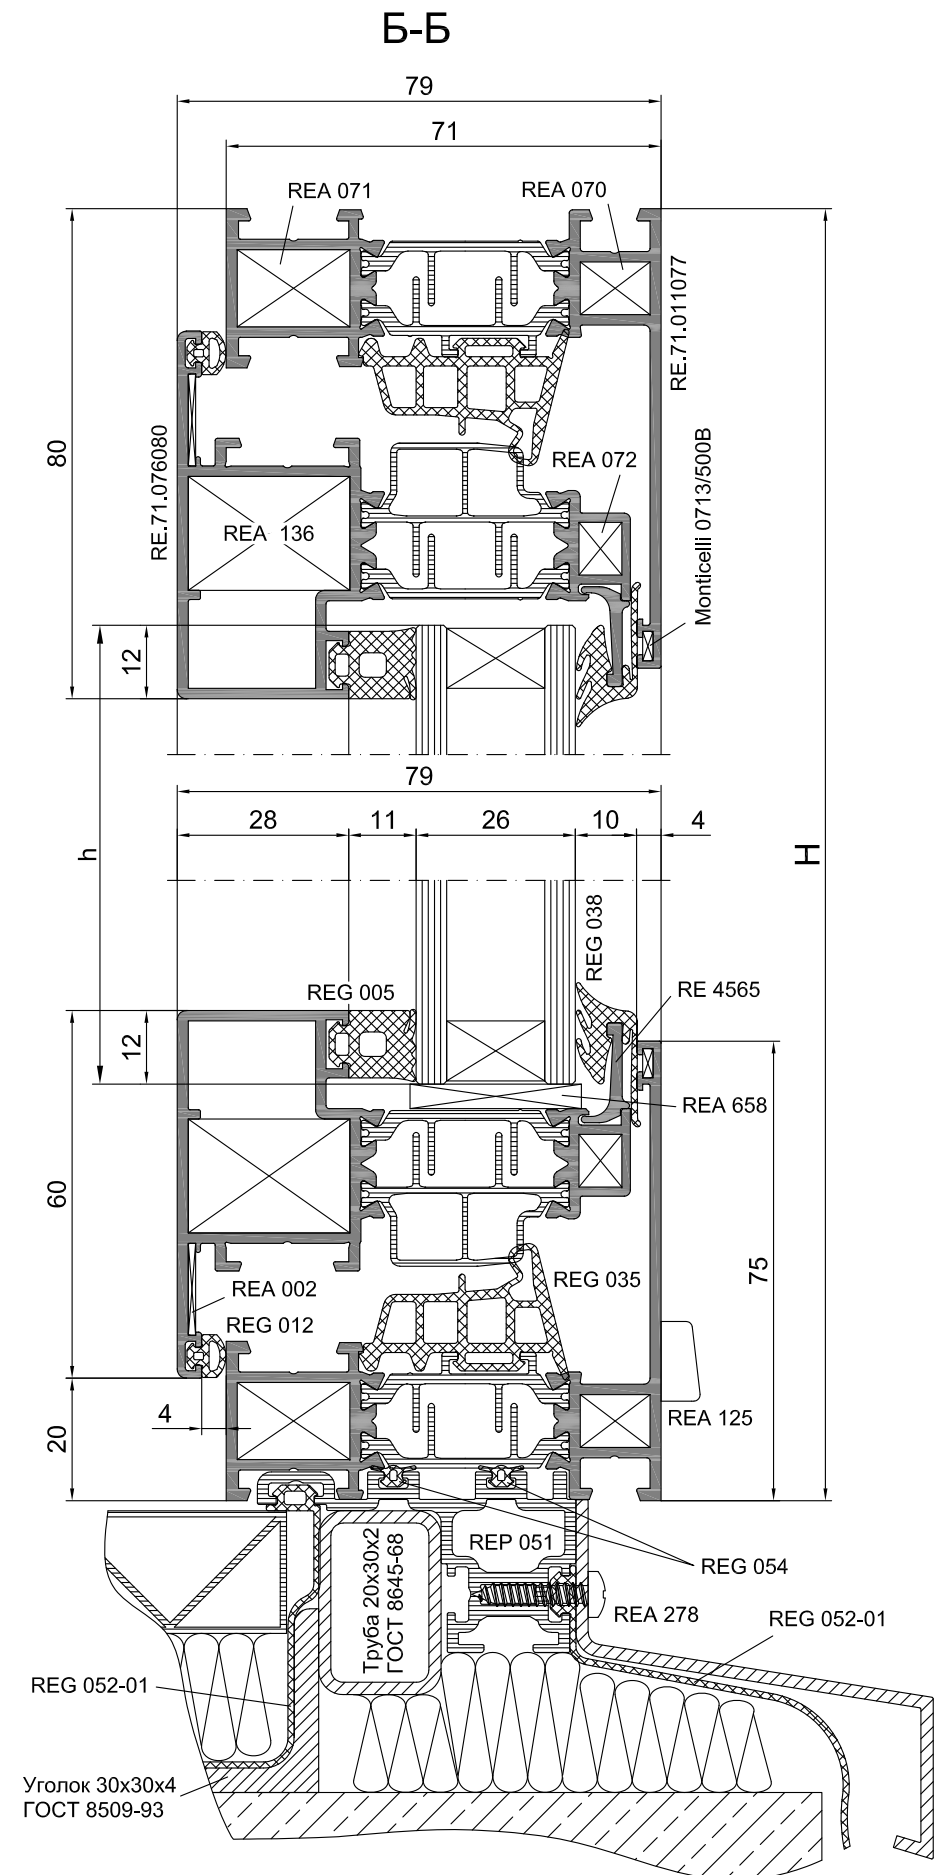 Б-Б
79
71
REA 071
REA 070
RE.71.011077
80
RE.71.076080
REA 072
REA 136
Monticelli 0713/500B
12
79
28
11
26
10
4
h
H
REG 038
REG 005
RE 4565
12
REA 658
60
REG 035
75
REA 002
REG 012
4
REA 125
20
REP 051
REG 054
Труба 20x30x2
ГОСТ 8645-68
REA 278
REG 052-01
REG 052-01
Уголок 30x30x4
ГОСТ 8509-93